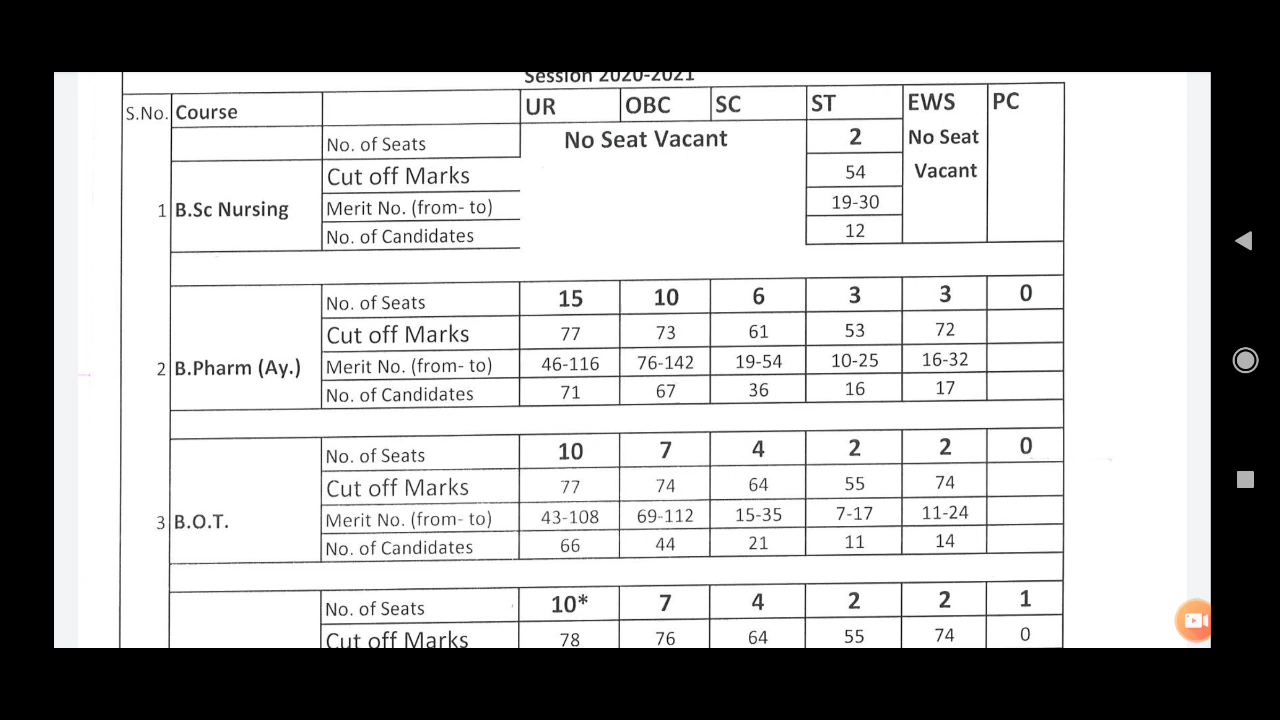 Session 2020-2021
S.No. Course UR OBC SC ST EWS PC
No. of Seats No Seat Vacant 2 No Seat Vacant
1 B.Sc Nursing
Cut off Marks 54
Merit No. (from- to) 19-30
No. of Candidates 12
2 B.Pharm (Ay.)
No. of Seats 15 10 6 3 3 0
Cut off Marks 77 73 61 53 72
Merit No. (from- to) 46-116 76-142 19-54 10-25 16-32
No. of Candidates 71 67 36 16 17
3 B.O.T.
No. of Seats 10 7 4 2 2 0
Cut off Marks 77 74 64 55 74
Merit No. (from- to) 43-108 69-112 15-35 7-17 11-24
No. of Candidates 66 44 21 11 14
No. of Seats 10* 7 4 2 2 1
Cut off Marks 78 76 64 55 74 0